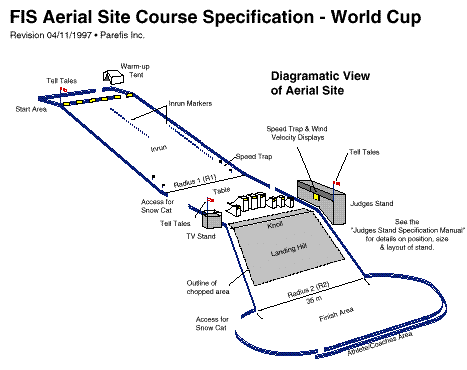 FIS Aerial Site Course Specification - World Cup
Revision 04/11/1997 • Parefis Inc.
Warm-up
Tent
Tell Tales
Diagramatic View
of Aerial Site
Start Area
Inrun Markers
Speed Trap & Wind
Velocity Displays
Inrun
Tell Tales
Speed Trap
Radius 1 (R1)
Table
Access for
Snow Cat
Tell Tales
Judges Stand
TV Stand
Knoll
See the
"Judges Stand Specification Manual"
for details on position, size
& layout of stand.
Landing Hill
Outline of
chopped area
Radius 2 (R2)
35 m
Finish Area
Access for
Snow Cat
Athlete/Coaches Area